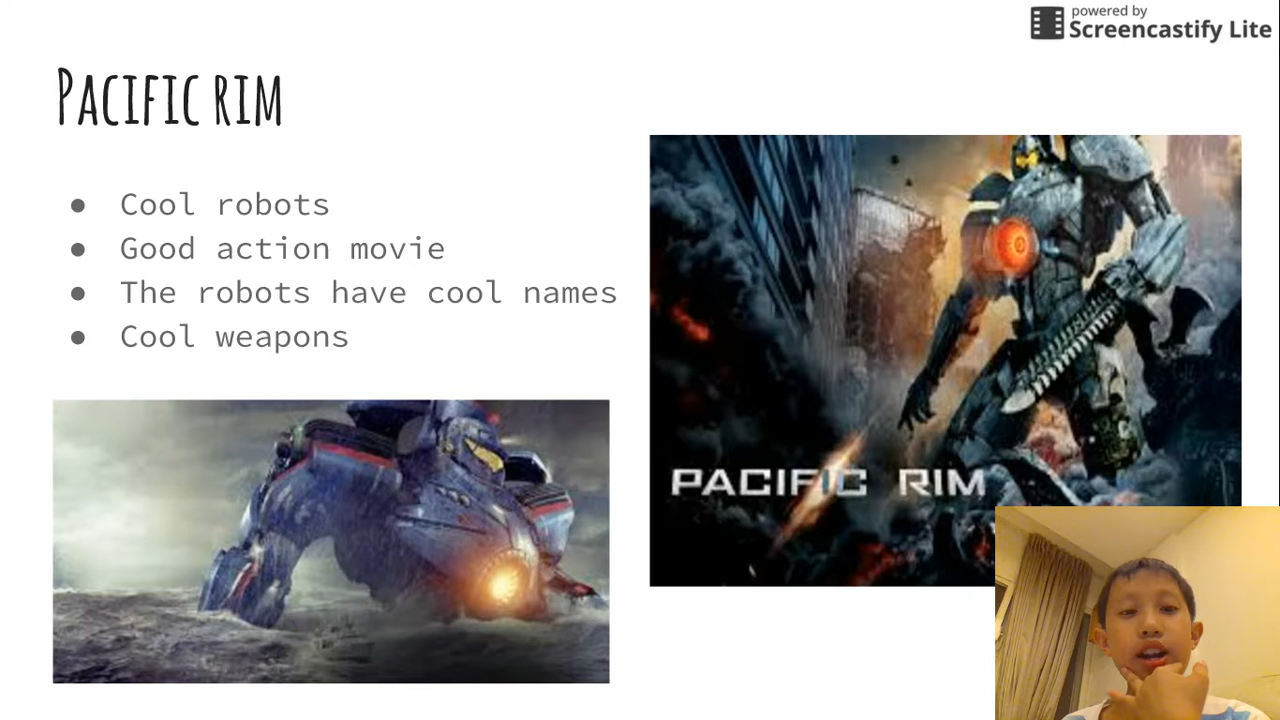 powered by
Screencastify Lite
Pacific rim
Cool robots
Good action movie
The robots have cool names
Cool weapons
PACIFIC RIM